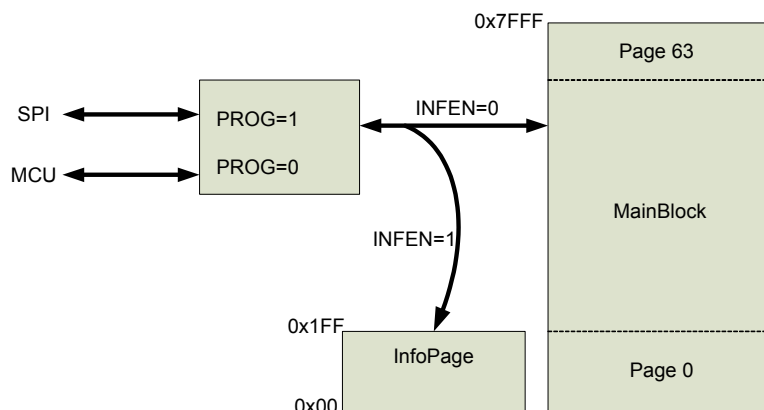 0x7FFF
Page 63
SPI
PROG=1
INFEN=0
MCU
PROG=0
MainBlock
INFEN=1
0x1FF
InfoPage
Page 0
0x00